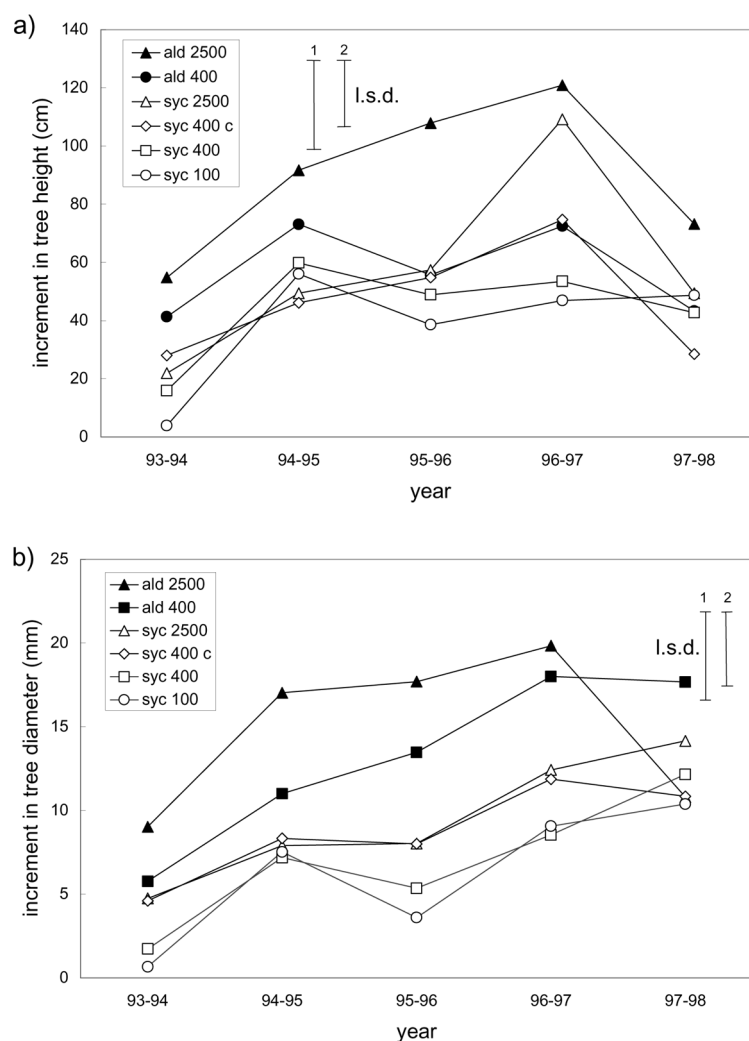 a)
increment in tree height (cm)
140
120
100
80
60
40
20
0
ald 2500
ald 400
syc 2500
syc 400 c
syc 400
syc 100
1 2
l.s.d.
93-94 94-95 95-96 96-97 97-98
year
b)
increment in tree diameter (mm)
25
20
15
10
5
0
ald 2500
ald 400
syc 2500
syc 400 c
syc 400
syc 100
1 2
l.s.d.
93-94 94-95 95-96 96-97 97-98
year